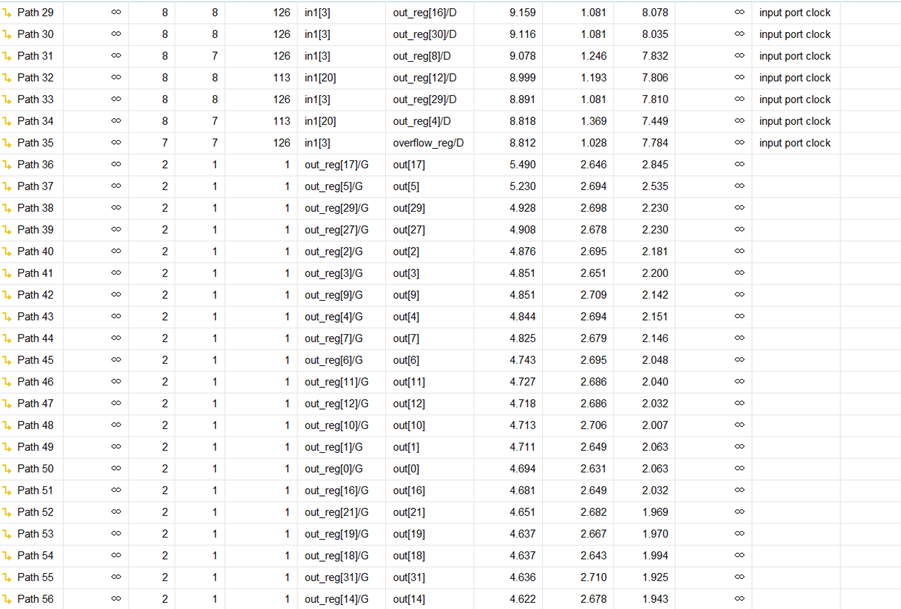 Path 29 ∞ 8 8 126 in1[3] out_reg[16]/D 9.159 1.081 8.078 ∞ input port clock
Path 30 ∞ 8 8 126 in1[3] out_reg[30]/D 9.116 1.081 8.035 ∞ input port clock
Path 31 ∞ 8 7 126 in1[3] out_reg[8]/D 9.078 1.246 7.832 ∞ input port clock
Path 32 ∞ 8 8 113 in1[20] out_reg[12]/D 8.999 1.193 7.806 ∞ input port clock
Path 33 ∞ 8 8 126 in1[3] out_reg[29]/D 8.891 1.081 7.810 ∞ input port clock
Path 34 ∞ 8 7 113 in1[20] out_reg[4]/D 8.818 1.369 7.449 ∞ input port clock
Path 35 ∞ 7 7 126 in1[3] overflow_reg/D 8.812 1.028 7.784 ∞ input port clock
Path 36 ∞ 2 1 1 out_reg[17]/G out[17] 5.490 2.646 2.845 ∞
Path 37 ∞ 2 1 1 out_reg[5]/G out[5] 5.230 2.694 2.535 ∞
Path 38 ∞ 2 1 1 out_reg[29]/G out[29] 4.928 2.698 2.230 ∞
Path 39 ∞ 2 1 1 out_reg[27]/G out[27] 4.908 2.678 2.230 ∞
Path 40 ∞ 2 1 1 out_reg[2]/G out[2] 4.876 2.695 2.181 ∞
Path 41 ∞ 2 1 1 out_reg[3]/G out[3] 4.851 2.651 2.200 ∞
Path 42 ∞ 2 1 1 out_reg[9]/G out[9] 4.851 2.709 2.142 ∞
Path 43 ∞ 2 1 1 out_reg[4]/G out[4] 4.844 2.694 2.151 ∞
Path 44 ∞ 2 1 1 out_reg[7]/G out[7] 4.825 2.679 2.146 ∞
Path 45 ∞ 2 1 1 out_reg[6]/G out[6] 4.743 2.695 2.048 ∞
Path 46 ∞ 2 1 1 out_reg[11]/G out[11] 4.727 2.686 2.040 ∞
Path 47 ∞ 2 1 1 out_reg[12]/G out[12] 4.718 2.686 2.032 ∞
Path 48 ∞ 2 1 1 out_reg[10]/G out[10] 4.713 2.706 2.007 ∞
Path 49 ∞ 2 1 1 out_reg[1]/G out[1] 4.711 2.649 2.063 ∞
Path 50 ∞ 2 1 1 out_reg[0]/G out[0] 4.694 2.631 2.063 ∞
Path 51 ∞ 2 1 1 out_reg[16]/G out[16] 4.681 2.649 2.032 ∞
Path 52 ∞ 2 1 1 out_reg[21]/G out[21] 4.651 2.682 1.969 ∞
Path 53 ∞ 2 1 1 out_reg[19]/G out[19] 4.637 2.667 1.970 ∞
Path 54 ∞ 2 1 1 out_reg[18]/G out[18] 4.637 2.643 1.994 ∞
Path 55 ∞ 2 1 1 out_reg[31]/G out[31] 4.636 2.710 1.925 ∞
Path 56 ∞ 2 1 1 out_reg[14]/G out[14] 4.622 2.678 1.943 ∞